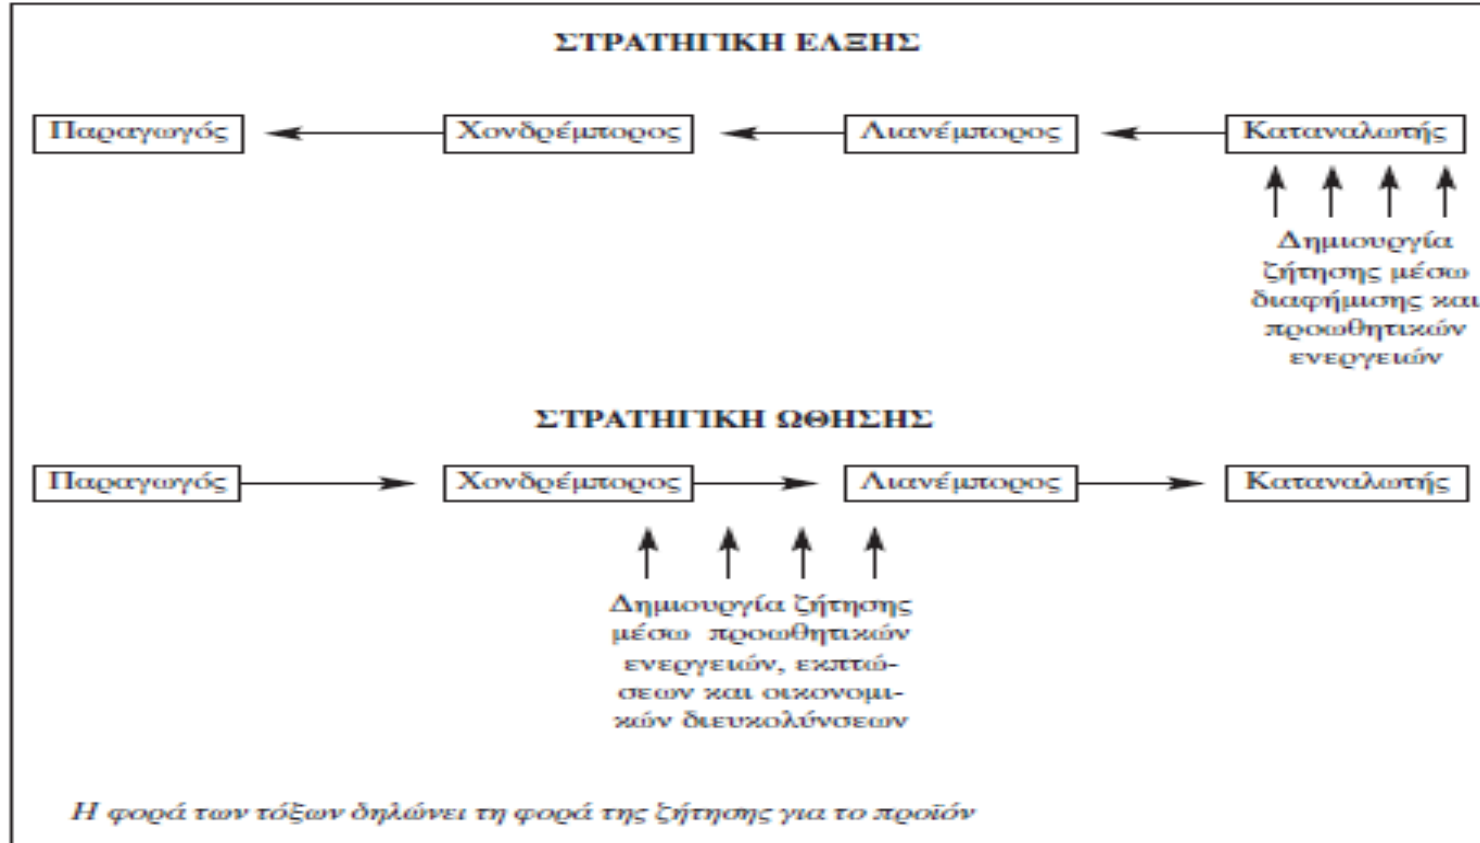 ΣΤΡΑΤΗΓΙΚΗ ΕΛΞΗΣ
Παραγωγός Χονδρέμπορος Λιανέμπορος Καταναλωτής
Δημιουργία
ζήτησης μέσω
διαφήμισης και
προωθητικών
ενεργειών
ΣΤΡΑΤΗΓΙΚΗ ΩΘΗΣΗΣ
Παραγωγός Χονδρέμπορος Λιανέμπορος Καταναλωτής
Δημιουργία ζήτησης
μέσω προωθητικών
ενεργειών, εκπτώ-
σεων και οικονομι-
κών διευκολύνσεων
Η φορά των τόξων δηλώνει τη φορά της ζήτησης για το προϊόν